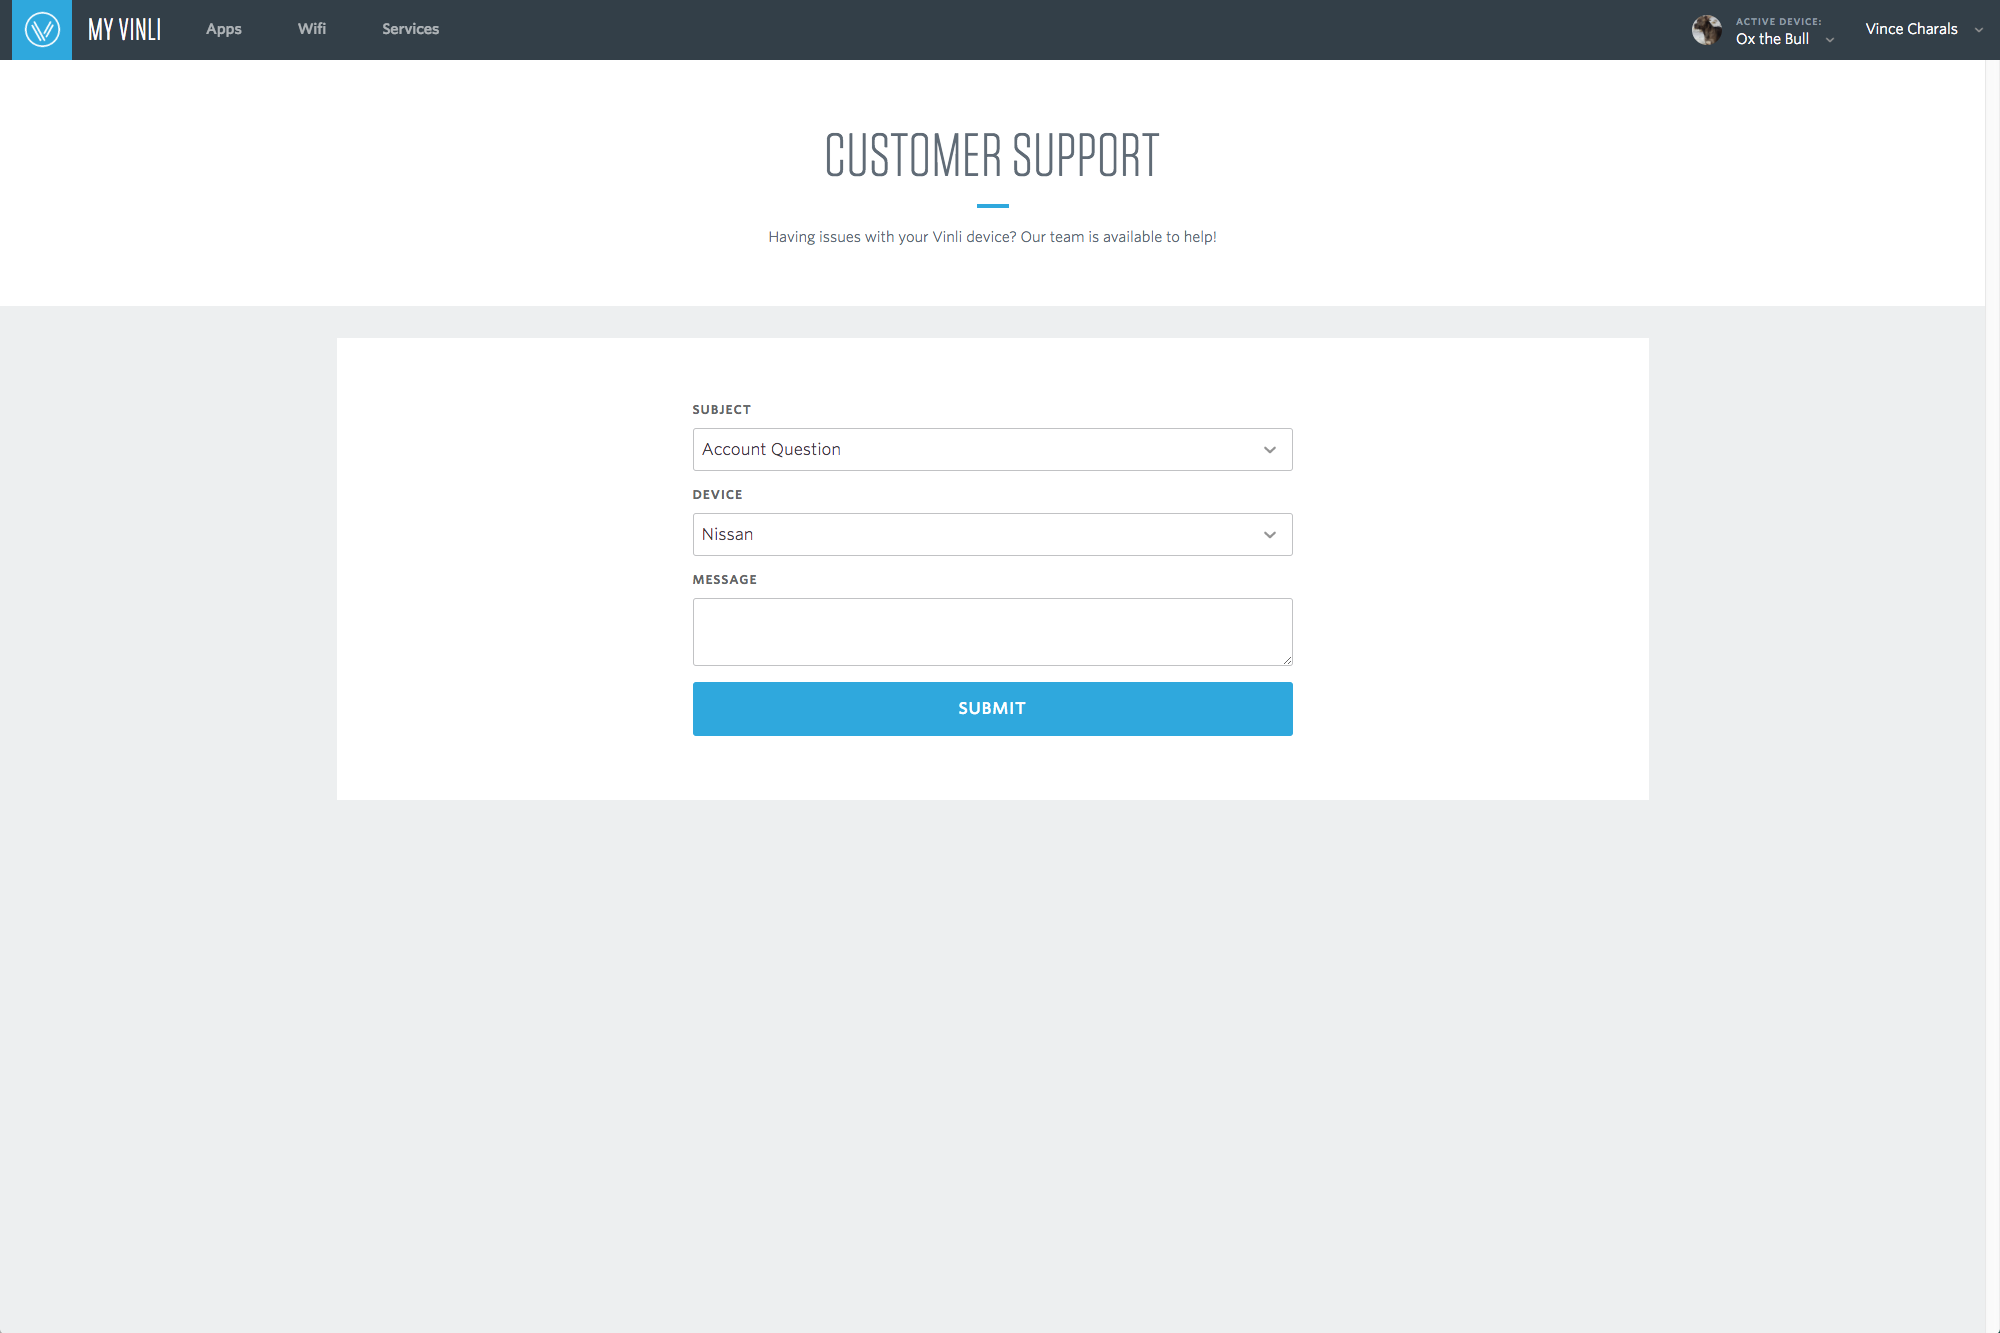 MY VINLI
Apps
Wifi
Services
ACTIVE DEVICE:
Ox the Bull
Vince Charals
CUSTOMER SUPPORT
Having issues with your Vinli device? Our team is available to help!
SUBJECT
Account Question
DEVICE
Nissan
MESSAGE
SUBMIT